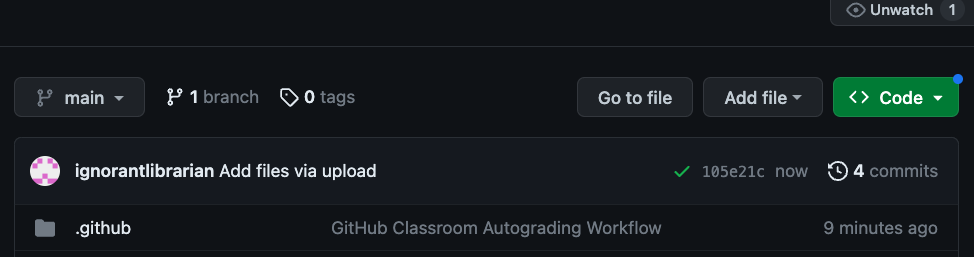 Unwatch 1
main 1 branch 0 tags Go to file Add file Code
ignorantlibrarian Add files via upload 105e21c now 4 commits
.github GitHub Classroom Autograding Workflow 9 minutes ago